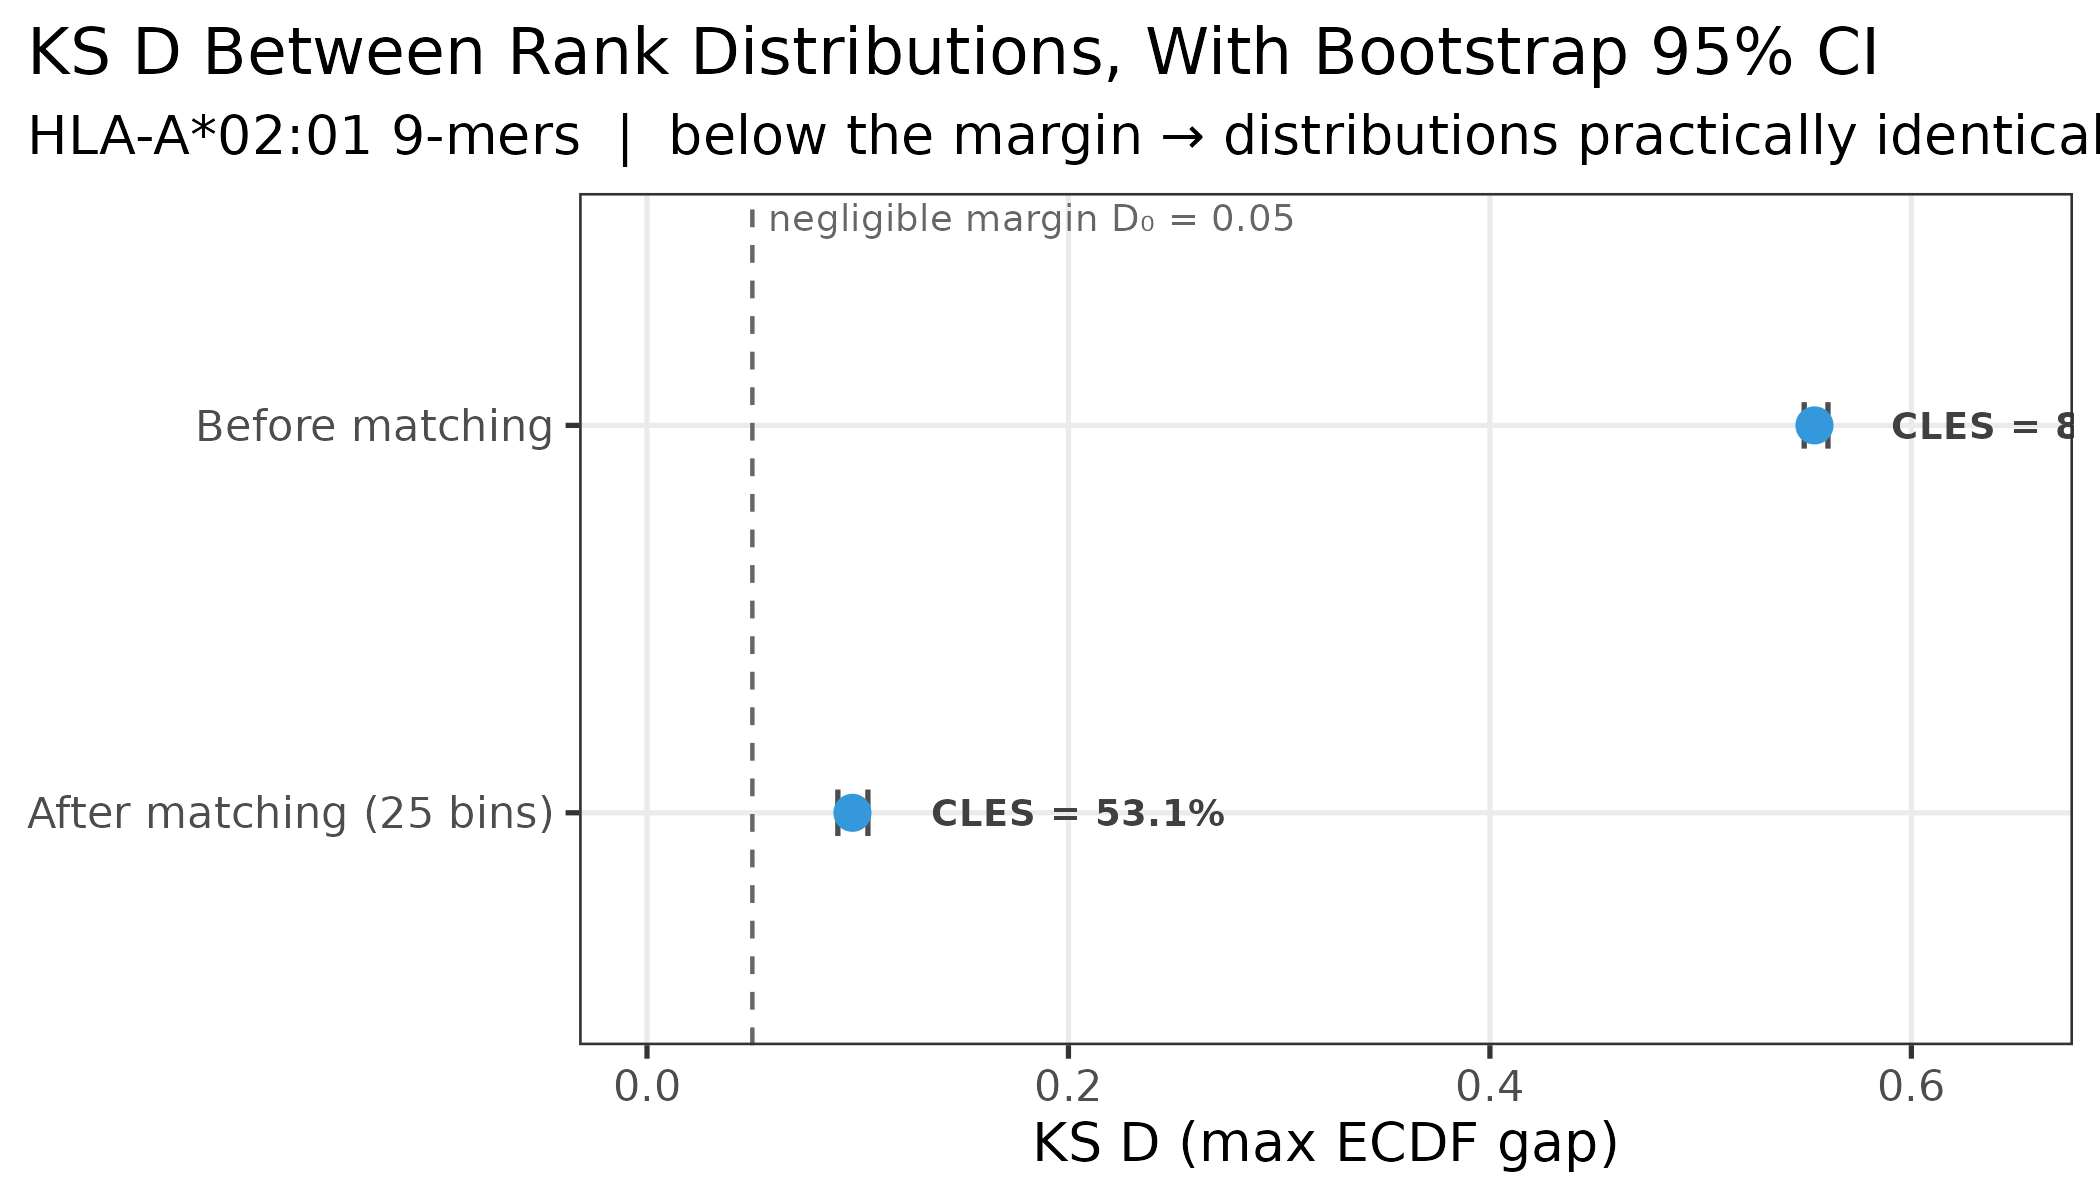 KS D Between Rank Distributions, With Bootstrap 95% CI
HLA-A*02:01 9-mers | below the margin → distributions practically identical
negligible margin D₀ = 0.05
Before matching
CLES = 8
After matching (25 bins)
CLES = 53.1%
0.0 0.2 0.4 0.6
KS D (max ECDF gap)